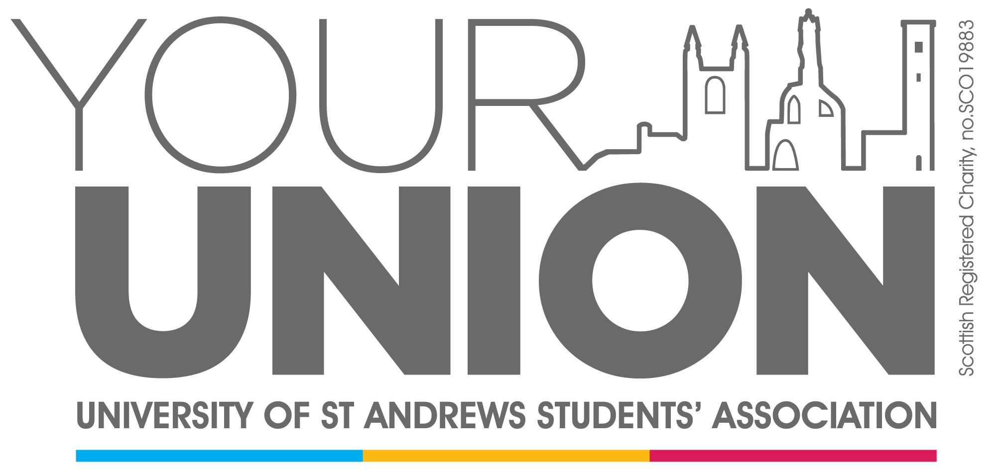 YOUR
UNION
UNIVERSITY OF ST ANDREWS STUDENTS’ ASSOCIATION
Scottish Registered Charity, no.SCO19883